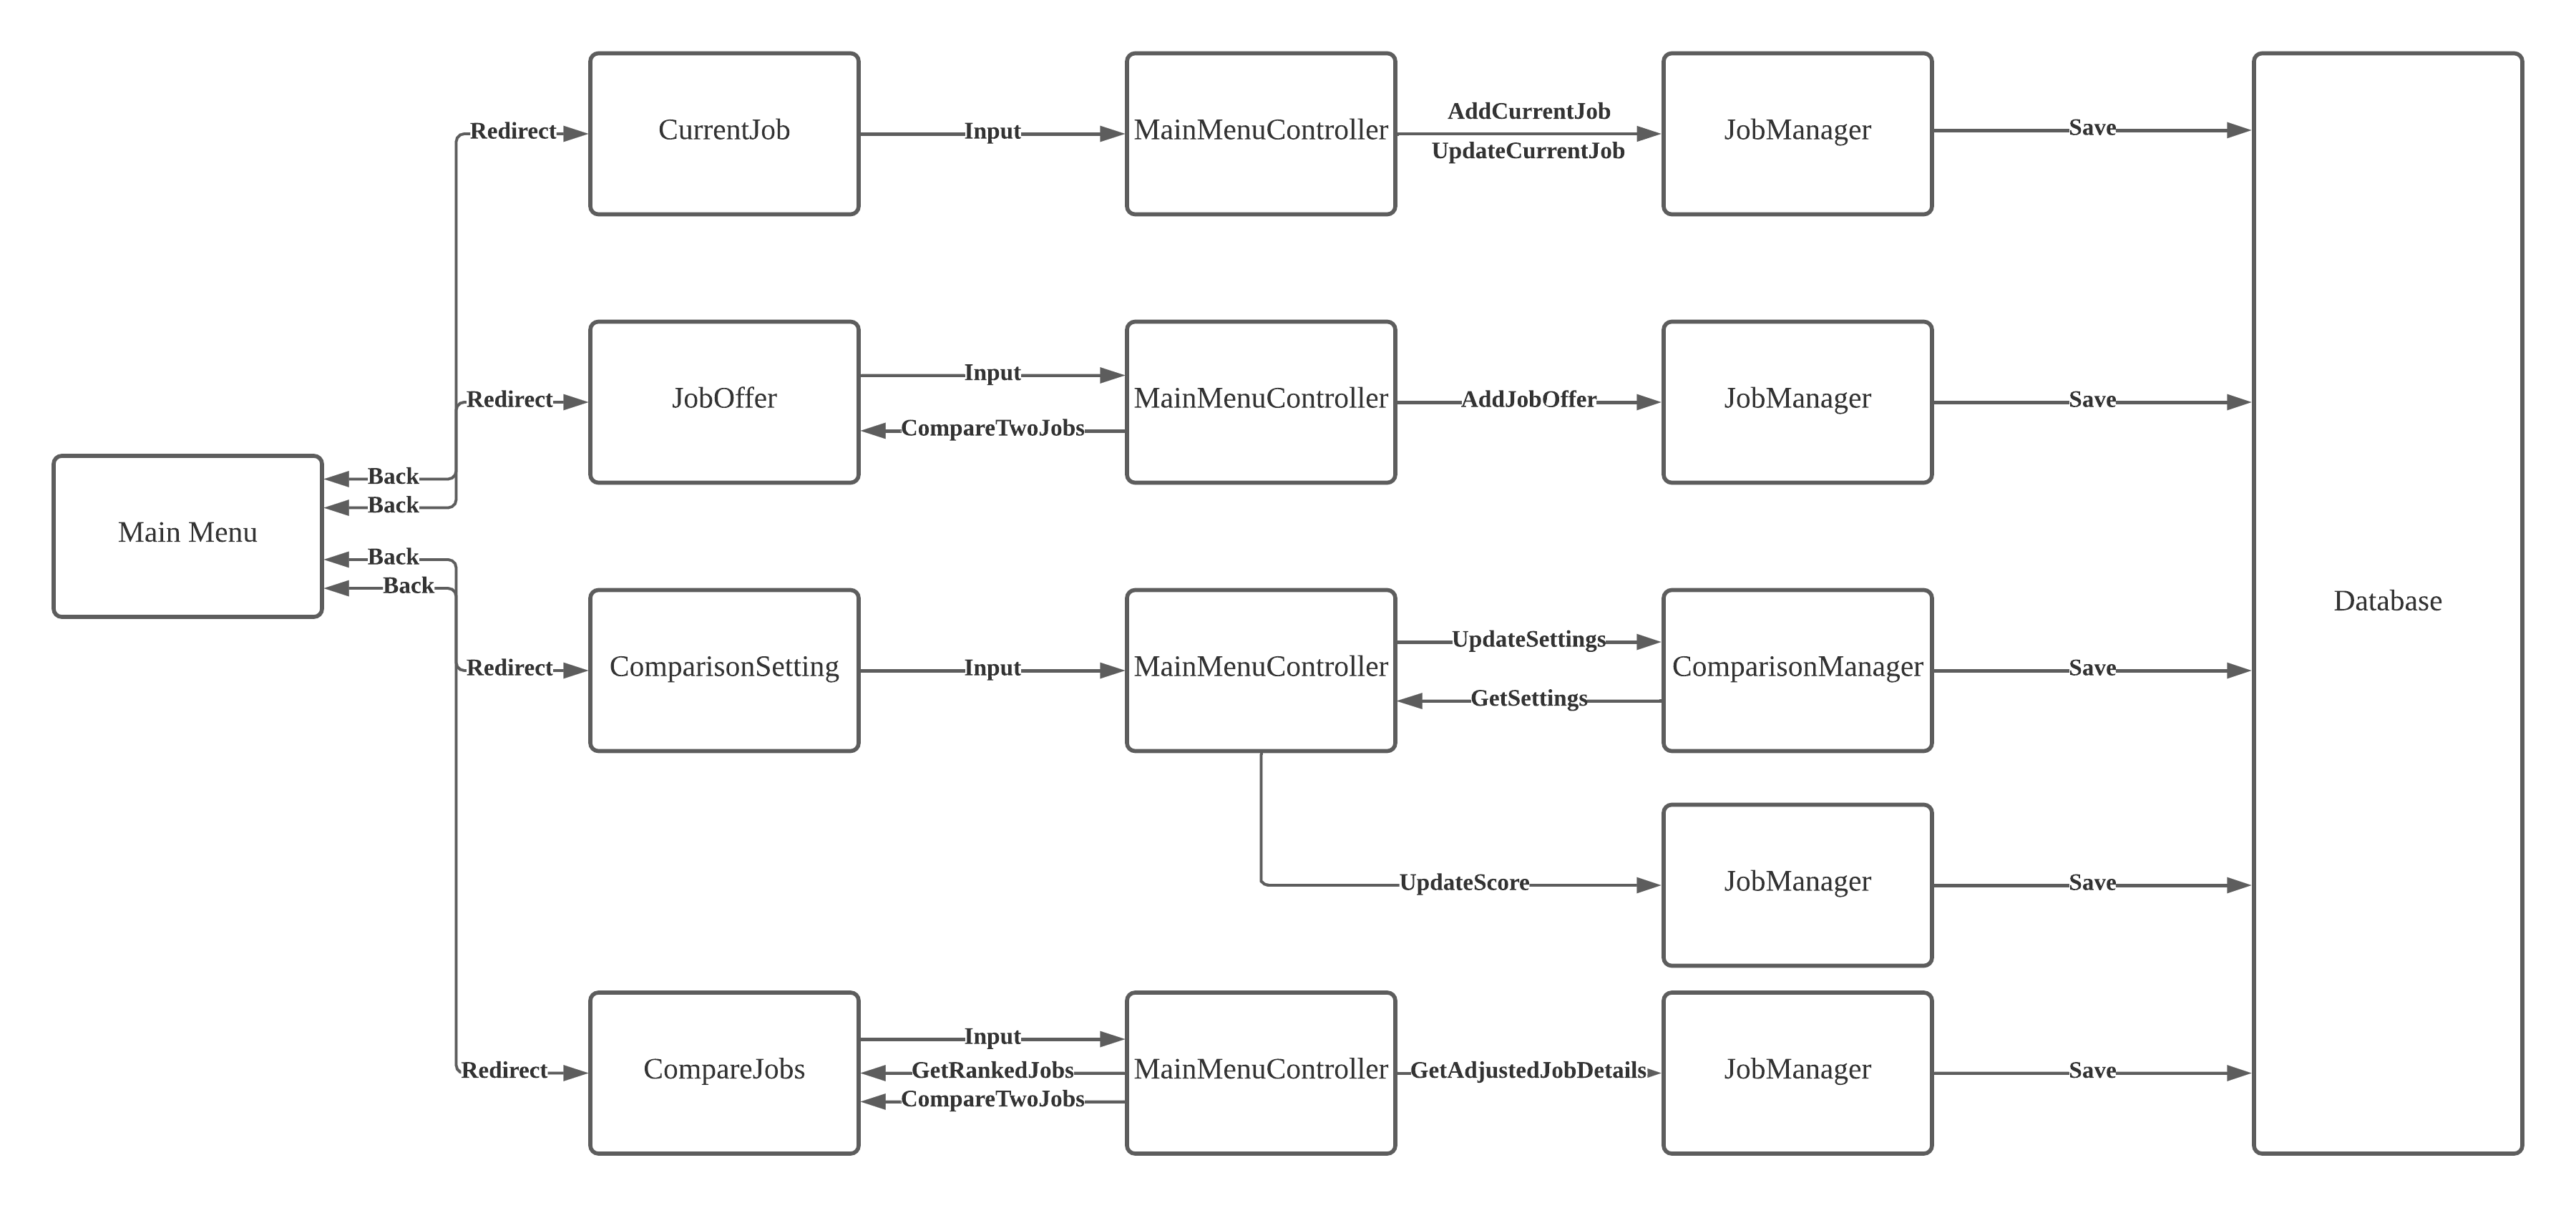 AddCurrentJob
Redirect
CurrentJob
Input
MainMenuController
UpdateCurrentJob
JobManager
Save
Redirect
JobOffer
Input
CompareTwoJobs
MainMenuController
AddJobOffer
JobManager
Save
Back
Back
Main Menu
Back
Back
Redirect
ComparisonSetting
Input
MainMenuController
UpdateSettings
GetSettings
ComparisonManager
Save
Database
UpdateScore
JobManager
Save
Redirect
CompareJobs
Input
GetRankedJobs
CompareTwoJobs
MainMenuController
GetAdjustedJobDetails
JobManager
Save